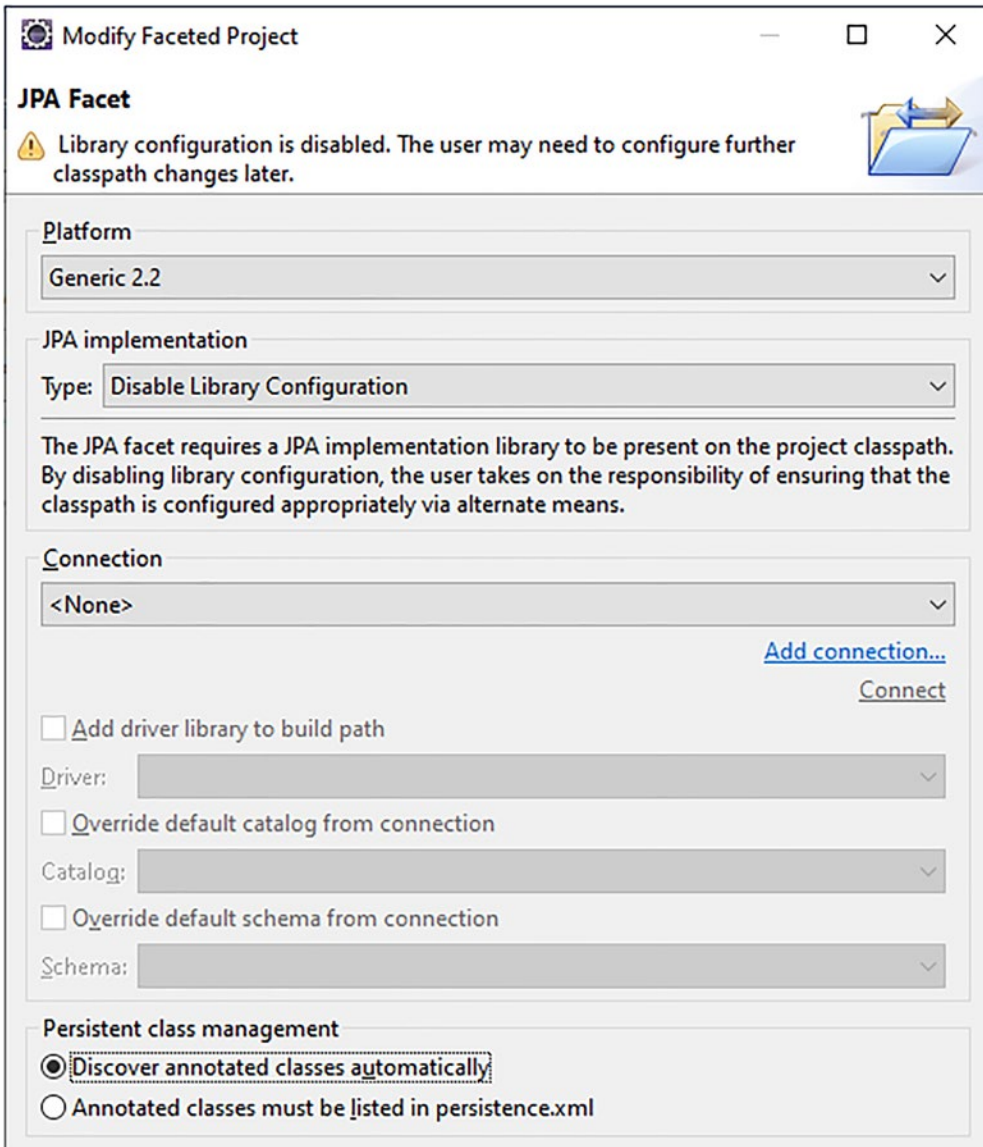 Modify Faceted Project
JPA Facet
Library configuration is disabled. The user may need to configure further
classpath changes later.
Platform
Generic 2.2
JPA implementation
Type: Disable Library Configuration
The JPA facet requires a JPA implementation library to be present on the project classpath.
By disabling library configuration, the user takes on the responsibility of ensuring that the
classpath is configured appropriately via alternate means.
Connection
<None>
Add connection...
Connect
Add driver library to build path
Driver:
Override default catalog from connection
Catalog:
Override default schema from connection
Schema:
Persistent class management
Discover annotated classes automatically
Annotated classes must be listed in persistence.xml